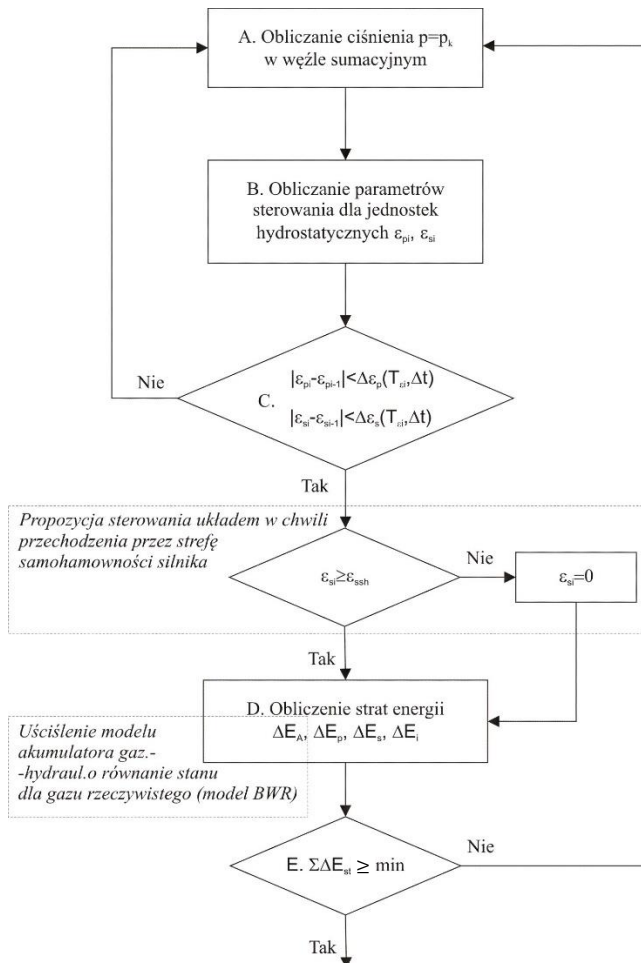 A. Obliczanie ciśnienia p=pₖ
w węźle sumacyjnym
B. Obliczanie parametrów
sterowania dla jednostek
hydrostatycznych εpi, εsi
Nie
|εpi-εpi-1|<Δεp(Tεi,Δt)
C.
|εsi-εsi-1|<Δεs(Tεi,Δt)
Tak
Propozycja sterowania układem w chwili
przechodzenia przez strefę
samohamowności silnika
εsi≥εssh
Nie
εsi=0
Tak
D. Obliczenie strat energii
ΔEA, ΔEp, ΔEs, ΔEi
Uściślenie modelu
akumulatora gaz.-
-hydraul.o równanie stanu
dla gazu rzeczywistego (model BWR)
E. ΣΔEst ≥ min
Nie
Tak